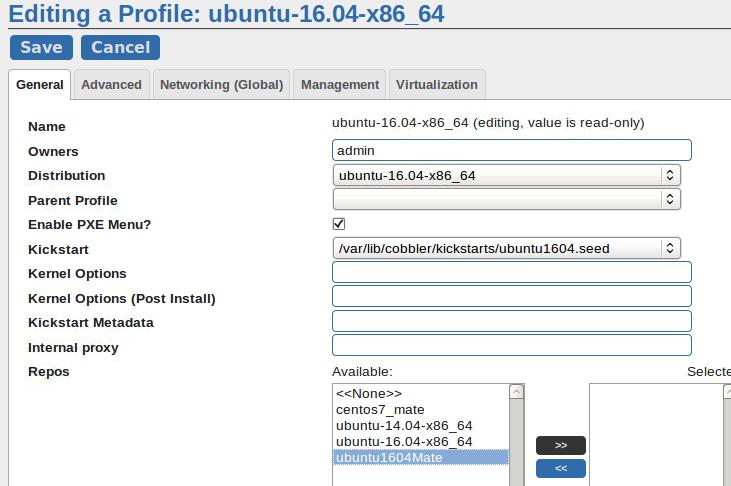 Editing a Profile: ubuntu-16.04-x86_64
Save Cancel
General Advanced Networking (Global) Management Virtualization
Name ubuntu-16.04-x86_64 (editing, value is read-only)
Owners admin
Distribution ubuntu-16.04-x86_64
Parent Profile
Enable PXE Menu?
Kickstart /var/lib/cobbler/kickstarts/ubuntu1604.seed
Kernel Options
Kernel Options (Post Install)
Kickstart Metadata
Internal proxy
Repos Available: Selecte
<<None>>
centos7_mate
ubuntu-14.04-x86_64
ubuntu-16.04-x86_64
>>
ubuntu1604Mate
<<